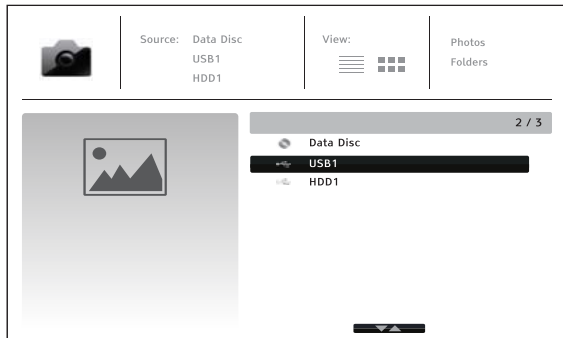 Source: Data Disc
USB1
HDD1
View:
Photos
Folders
2 / 3
Data Disc
USB1
HDD1